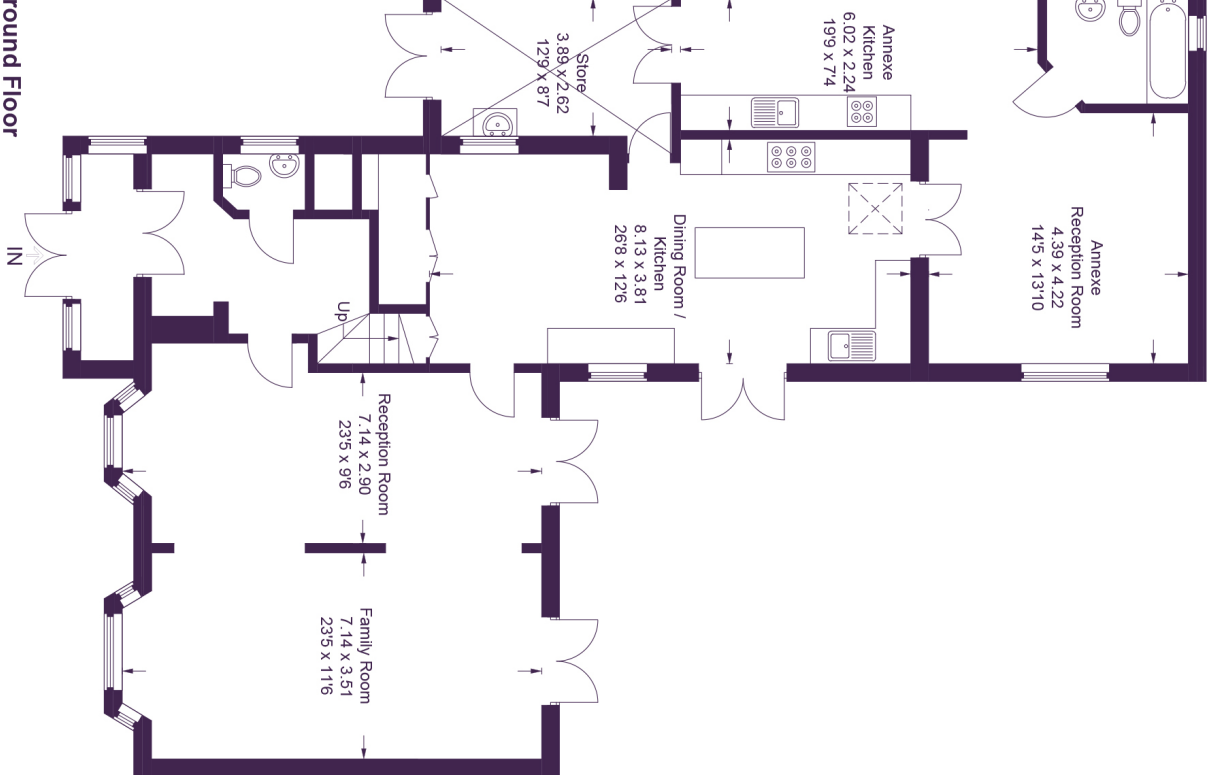 round Floor
IN
Up
Store
3.89 x 2.62
12'9 x 8'7
Annexe
Kitchen
6.02 x 2.24
19'9 x 7'4
Annexe
Reception Room
4.39 x 4.22
14'5 x 13'10
Dining Room /
Kitchen
8.13 x 3.81
26'8 x 12'6
Reception Room
7.14 x 2.90
23'5 x 9'6
Family Room
7.14 x 3.51
23'5 x 11'6